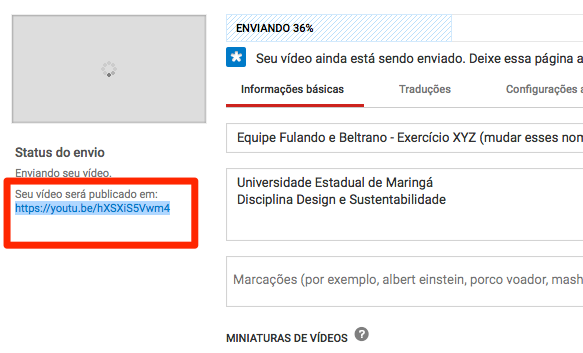 ENVIANDO 36%
Seu vídeo ainda está sendo enviado. Deixe essa página a
Informações básicas
Traduções
Configurações a
Equipe Fulando e Beltrano - Exercício XYZ (mudar esses nom
Status do envio
Enviando seu vídeo.
Seu vídeo será publicado em:
https://youtu.be/hXSXiS5Vwm4
Universidade Estadual de Maringá
Disciplina Design e Sustentabilidade
Marcações (por exemplo, albert einstein, porco voador, mash
MINIATURAS DE VÍDEOS ?